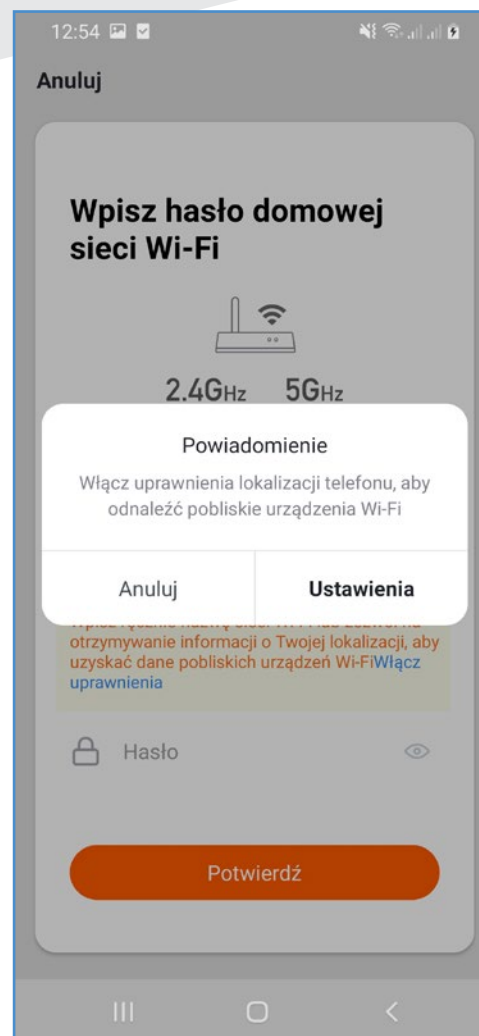 12:54
Anuluj
Wpisz hasło domowej
sieci Wi-Fi
2.4GHz 5GHz
Powiadomienie
Włącz uprawnienia lokalizacji telefonu, aby
odnaleźć pobliskie urządzenia Wi-Fi
Anuluj Ustawienia
otrzymywanie informacji o Twojej lokalizacji, aby
uzyskać dane pobliskich urządzeń Wi-FiWłącz
uprawnienia
Hasło
Potwierdź